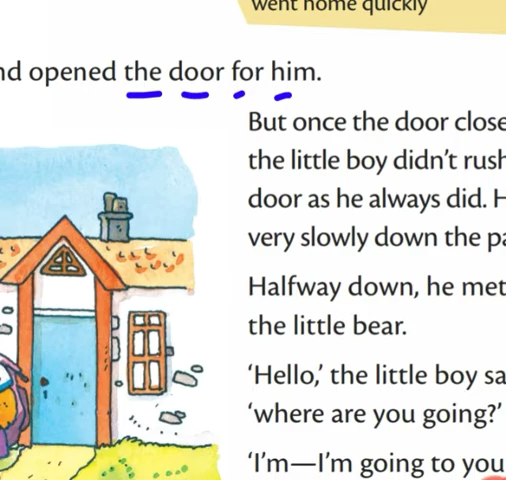 went home quickly
opened the door for him.
But once the door close
the little boy didn't rush
door as he always did. H
very slowly down the pa
Halfway down, he met
the little bear.
'Hello,' the little boy sa
'where are you going?'
'I'm—I'm going to you